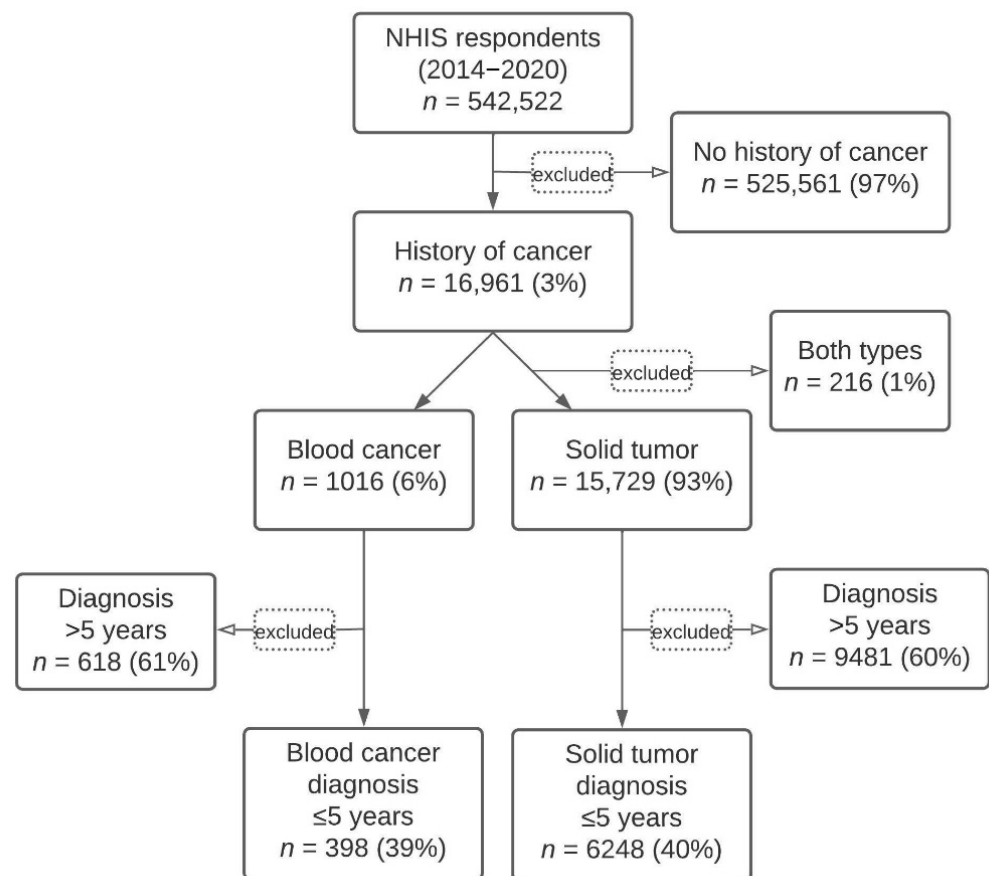 NHIS respondents
(2014−2020)
n = 542,522
excluded
No history of cancer
n = 525,561 (97%)
History of cancer
n = 16,961 (3%)
excluded
Both types
n = 216 (1%)
Blood cancer
n = 1016 (6%)
Solid tumor
n = 15,729 (93%)
Diagnosis
>5 years
n = 618 (61%)
excluded
excluded
Diagnosis
>5 years
n = 9481 (60%)
Blood cancer
diagnosis
≤5 years
n = 398 (39%)
Solid tumor
diagnosis
≤5 years
n = 6248 (40%)